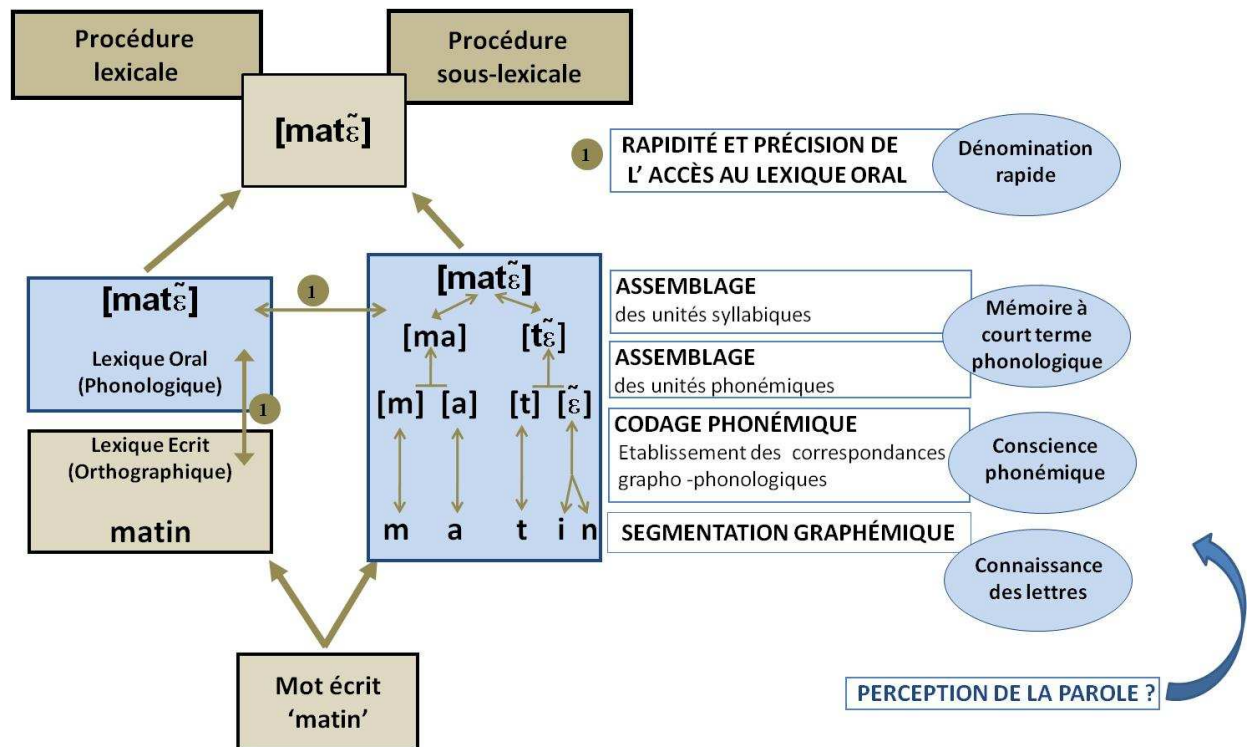 Procédure
lexicale
Procédure
sous-lexicale
[matɛ̃]
1
RAPIDITÉ ET PRÉCISION DE
L' ACCÈS AU LEXIQUE ORAL
Dénomination
rapide
[matɛ̃]
Lexique Oral
(Phonologique)
1
1
Lexique Ecrit
(Orthographique)
matin
[matɛ̃]
[ma] [tɛ̃]
[m] [a] [t] [ɛ̃]
m a t i n
ASSEMBLAGE
des unités syllabiques
ASSEMBLAGE
des unités phonémiques
Mémoire à
court terme
phonologique
CODAGE PHONÉMIQUE
Etablissement des correspondances
grapho -phonologiques
Conscience
phonémique
SEGMENTATION GRAPHÉMIQUE
Connaissance
des lettres
Mot écrit
‘matin’
PERCEPTION DE LA PAROLE ?